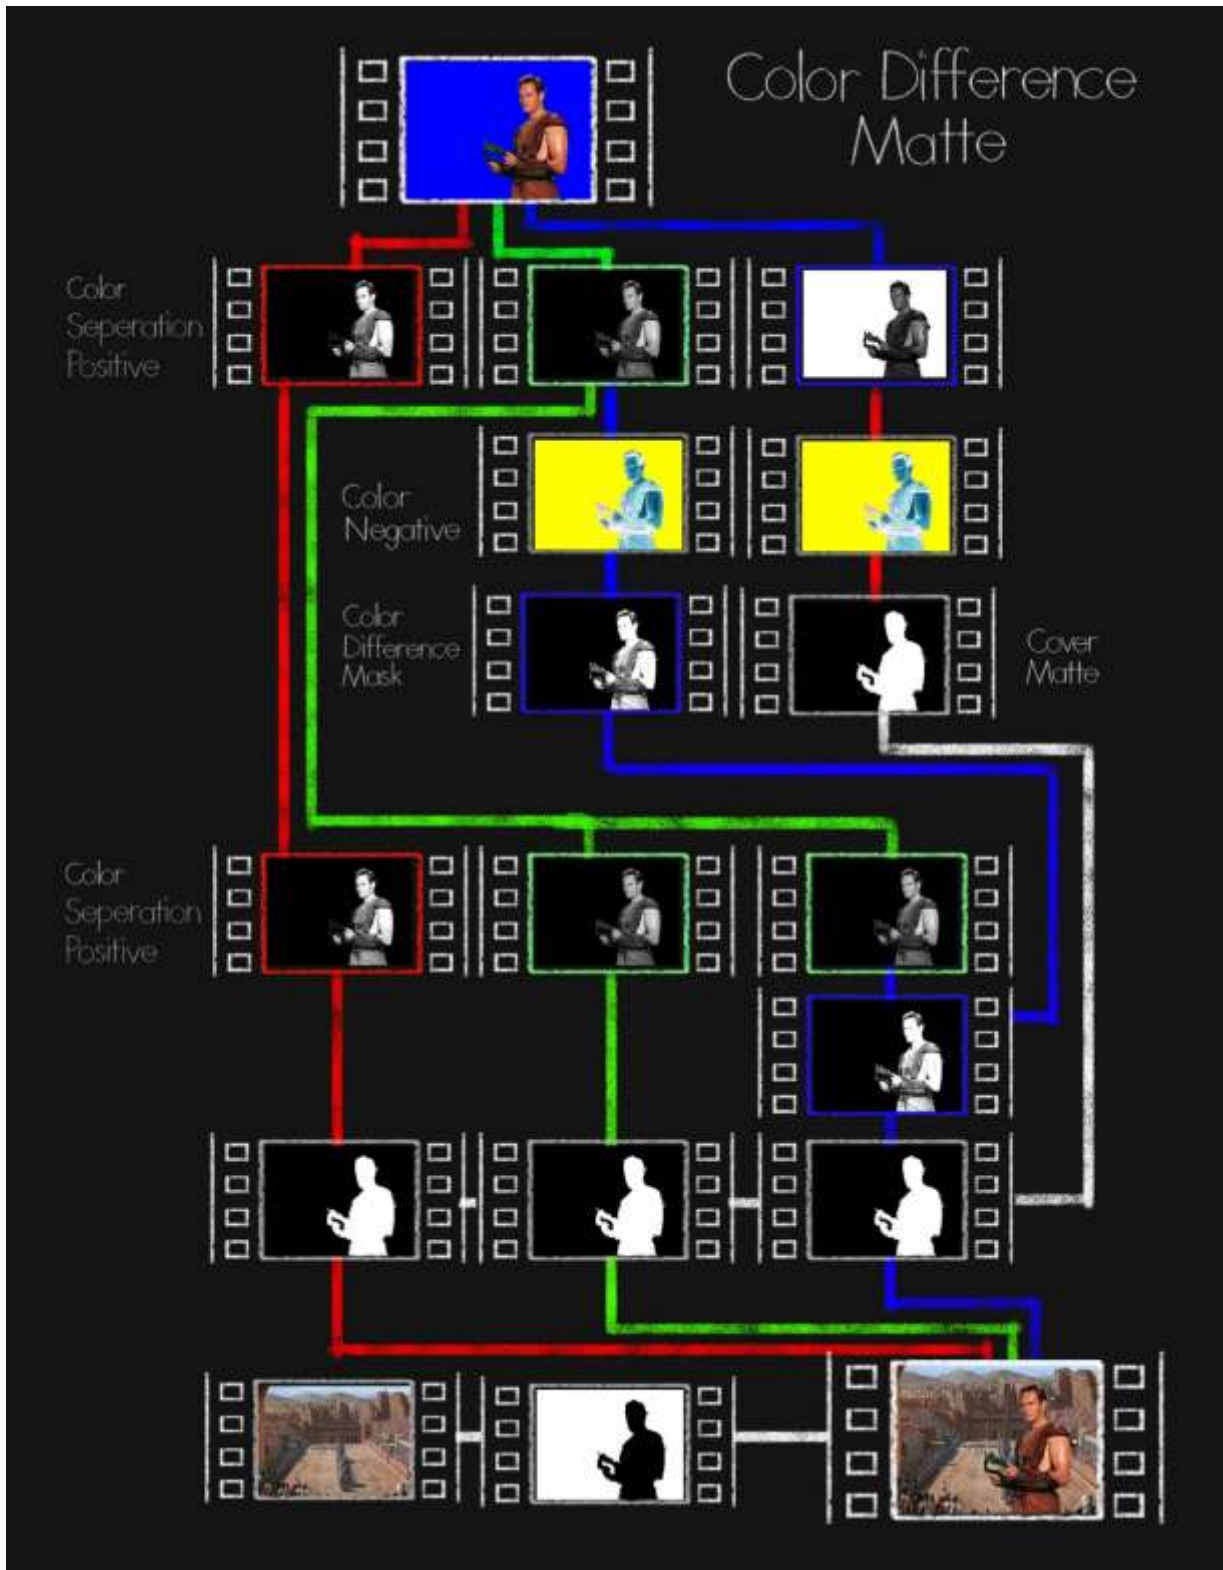 Color Difference
Matte
Color
Seperation
Positive
Color
Negative
Color
Difference
Mask
Cover
Matte
Color
Seperation
Positive